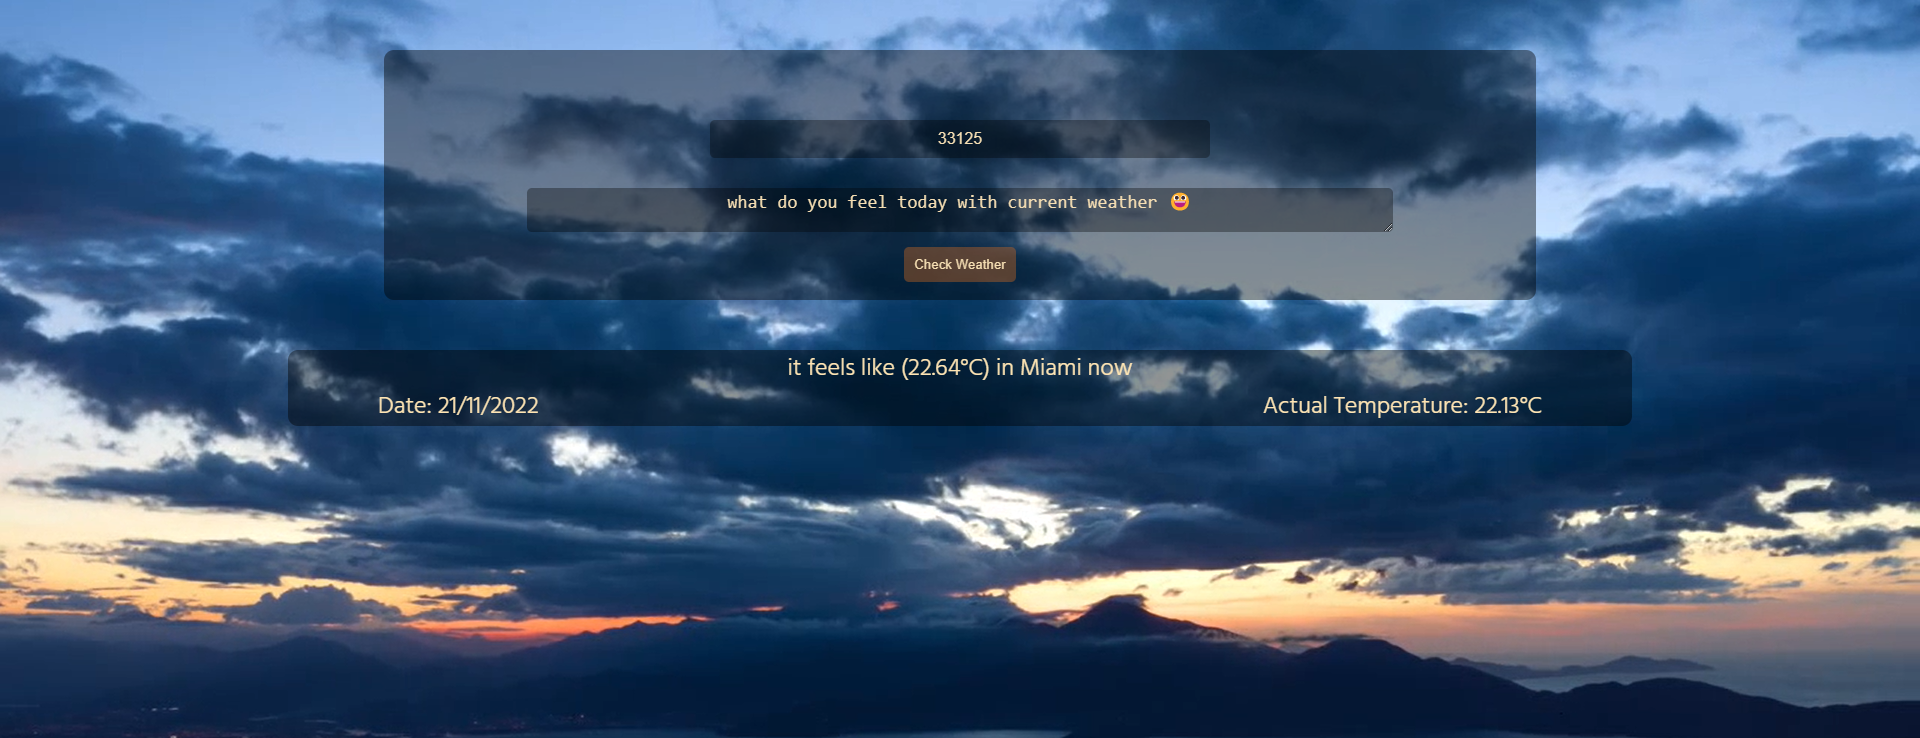 33125
what do you feel today with current weather 😀
Check Weather
it feels like (22.64°C) in Miami now
Date: 21/11/2022 Actual Temperature: 22.13°C